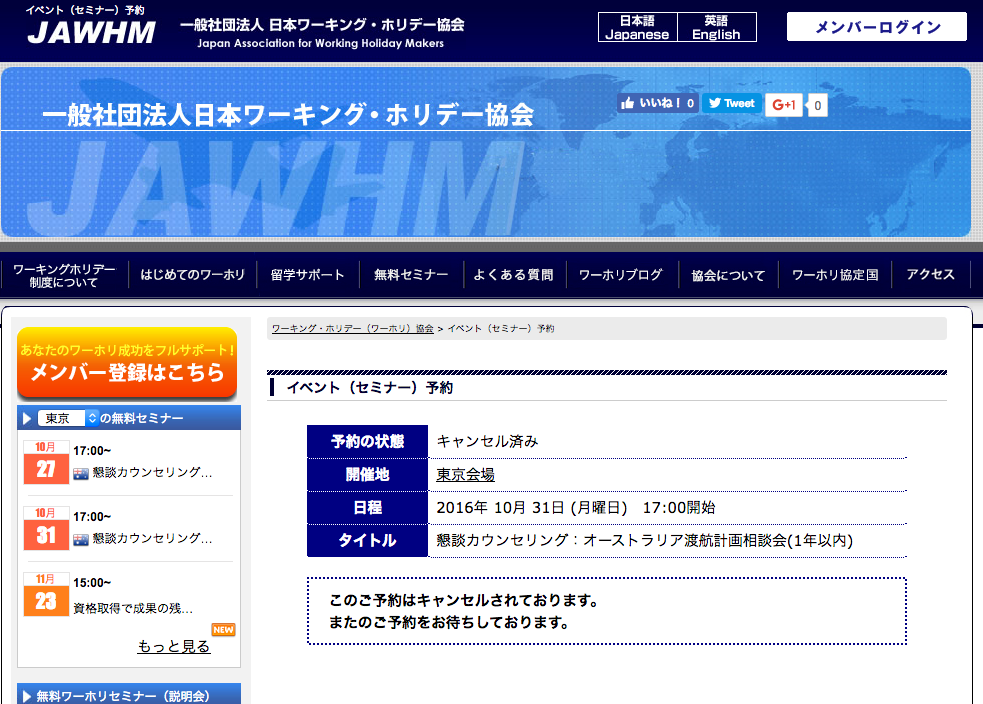 イベント（セミナー）予約
JAWHM
一般社団法人 日本ワーキング・ホリデー協会
Japan Association for Working Holiday Makers
日本語
Japanese
英語
English
メンバーログイン
一般社団法人日本ワーキング・ホリデー協会
いいね！ 0
Tweet
G+1
0
JAWHM
ワーキングホリデー
制度について
はじめてのワーホリ
留学サポート
無料セミナー
よくある質問
ワーホリブログ
協会について
ワーホリ協定国
アクセス
あなたのワーホリ成功をフルサポート!
メンバー登録はこちら
東京 の無料セミナー
10月
27
17:00~
懇談カウンセリング…
10月
31
17:00~
懇談カウンセリング…
11月
23
15:00~
資格取得で成果の残…
NEW
もっと見る
無料ワーホリセミナー（説明会）
ワーキング・ホリデー（ワーホリ）協会 > イベント（セミナー）予約
イベント（セミナー）予約
予約の状態 キャンセル済み
開催地 東京会場
日程 2016年 10月 31日 (月曜日)　17:00開始
タイトル 懇談カウンセリング：オーストラリア渡航計画相談会(1年以内)
このご予約はキャンセルされております。
またのご予約をお待ちしております。